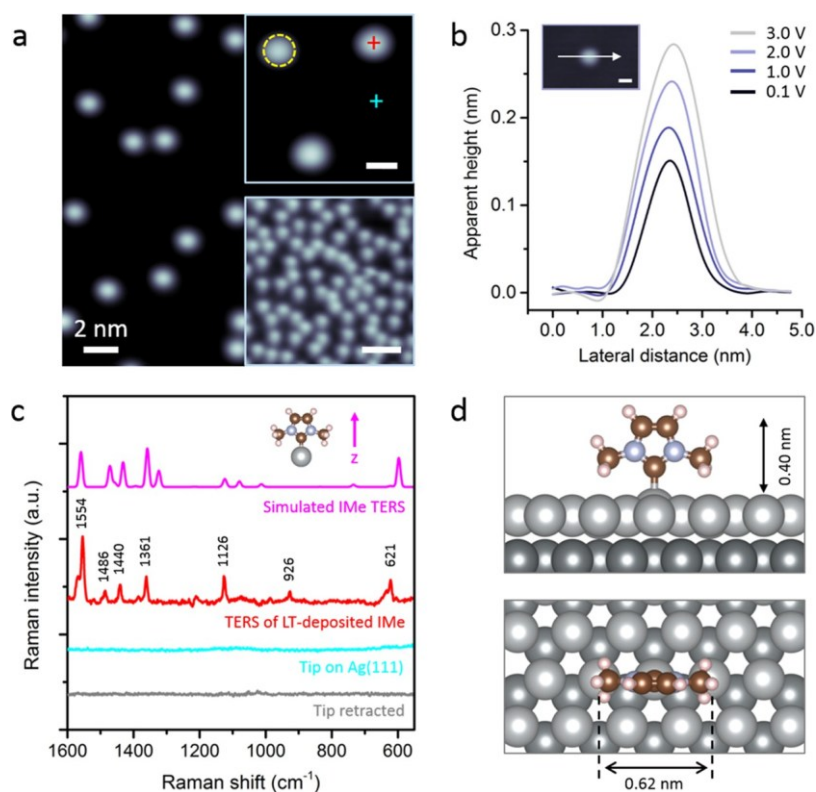 a
2 nm
b
3.0 V
2.0 V
1.0 V
0.1 V
0.3
0.2
0.1
0.0
Apparent height (nm)
0.0 1.0 2.0 3.0 4.0 5.0
Lateral distance (nm)
c
z
Simulated IMe TERS
1554
1486
1440
1361
1126
926
621
TERS of LT-deposited IMe
Tip on Ag(111)
Tip retracted
Raman intensity (a.u.)
1600 1400 1200 1000 800 600
Raman shift (cm⁻¹)
d
0.40 nm
0.62 nm